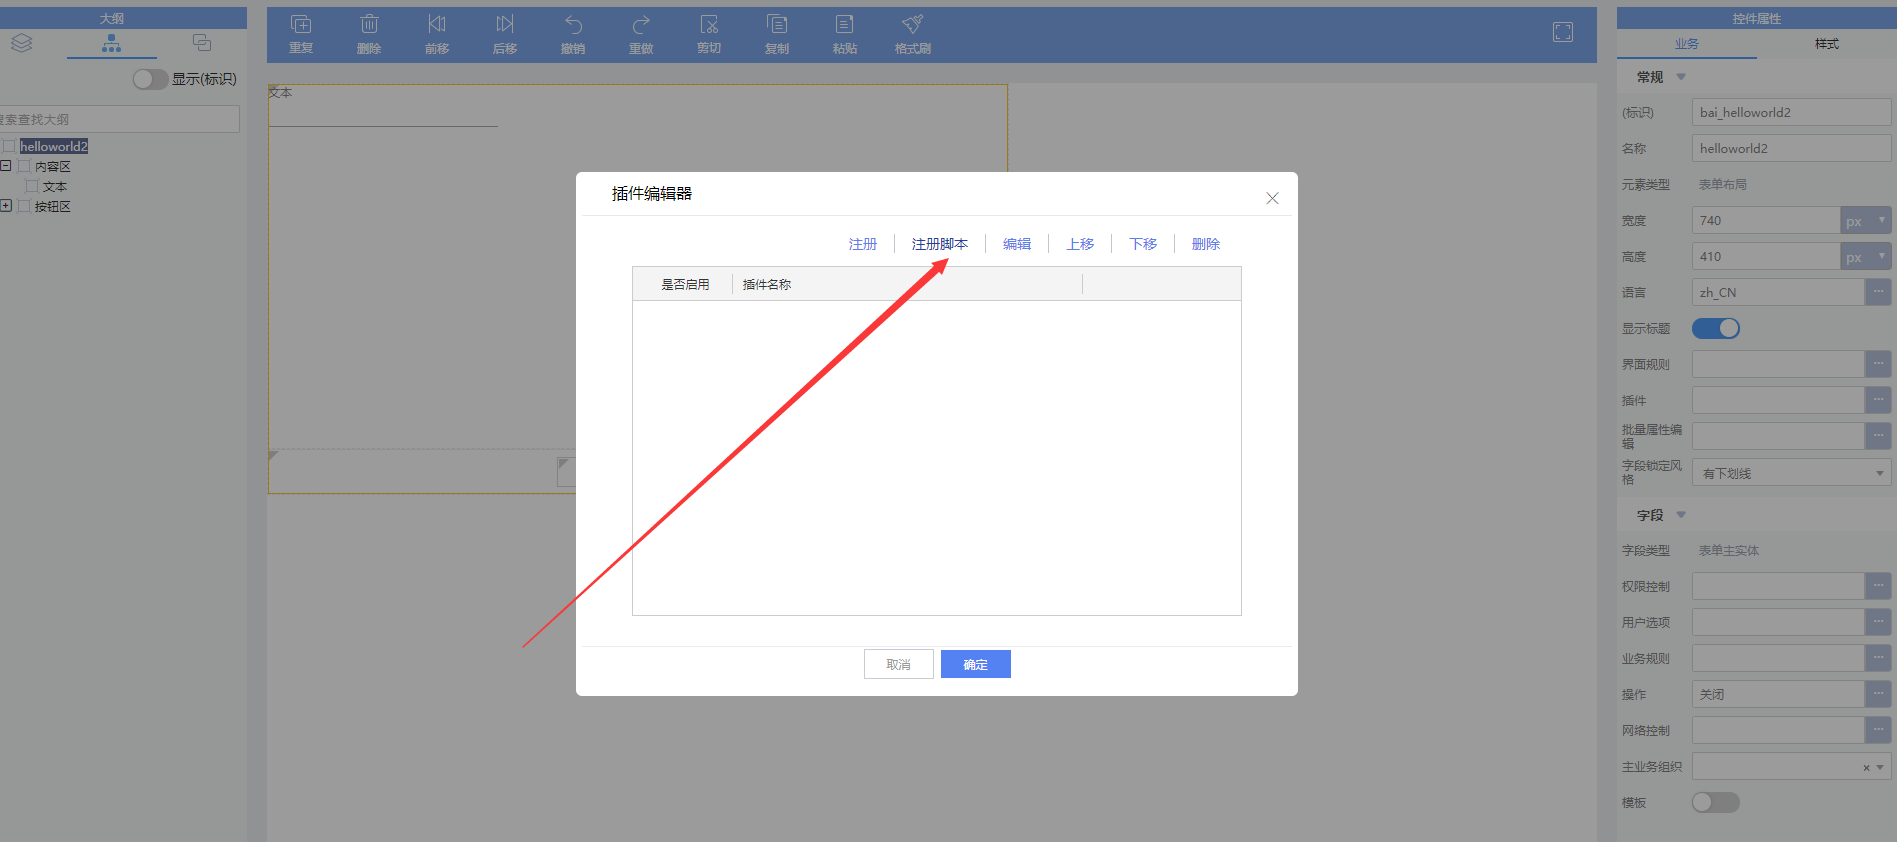 大纲
显示(标识)
搜索查找大纲
helloworld2
内容区
文本
按钮区
重复
删除
前移
后移
撤销
重做
剪切
复制
粘贴
格式刷
文本
插件编辑器
注册
注册脚本
编辑
上移
下移
删除
是否启用
插件名称
取消
确定
控件属性
业务
样式
常规
(标识)
bai_helloworld2
名称
helloworld2
元素类型
表单布局
宽度
740
px
高度
410
px
语言
zh_CN
显示标题
界面规则
插件
批量属性编
辑
字段锁定风
格
有下划线
字段
字段类型
表单主实体
权限控制
用户选项
业务规则
操作
关闭
网络控制
主业务组织
模板